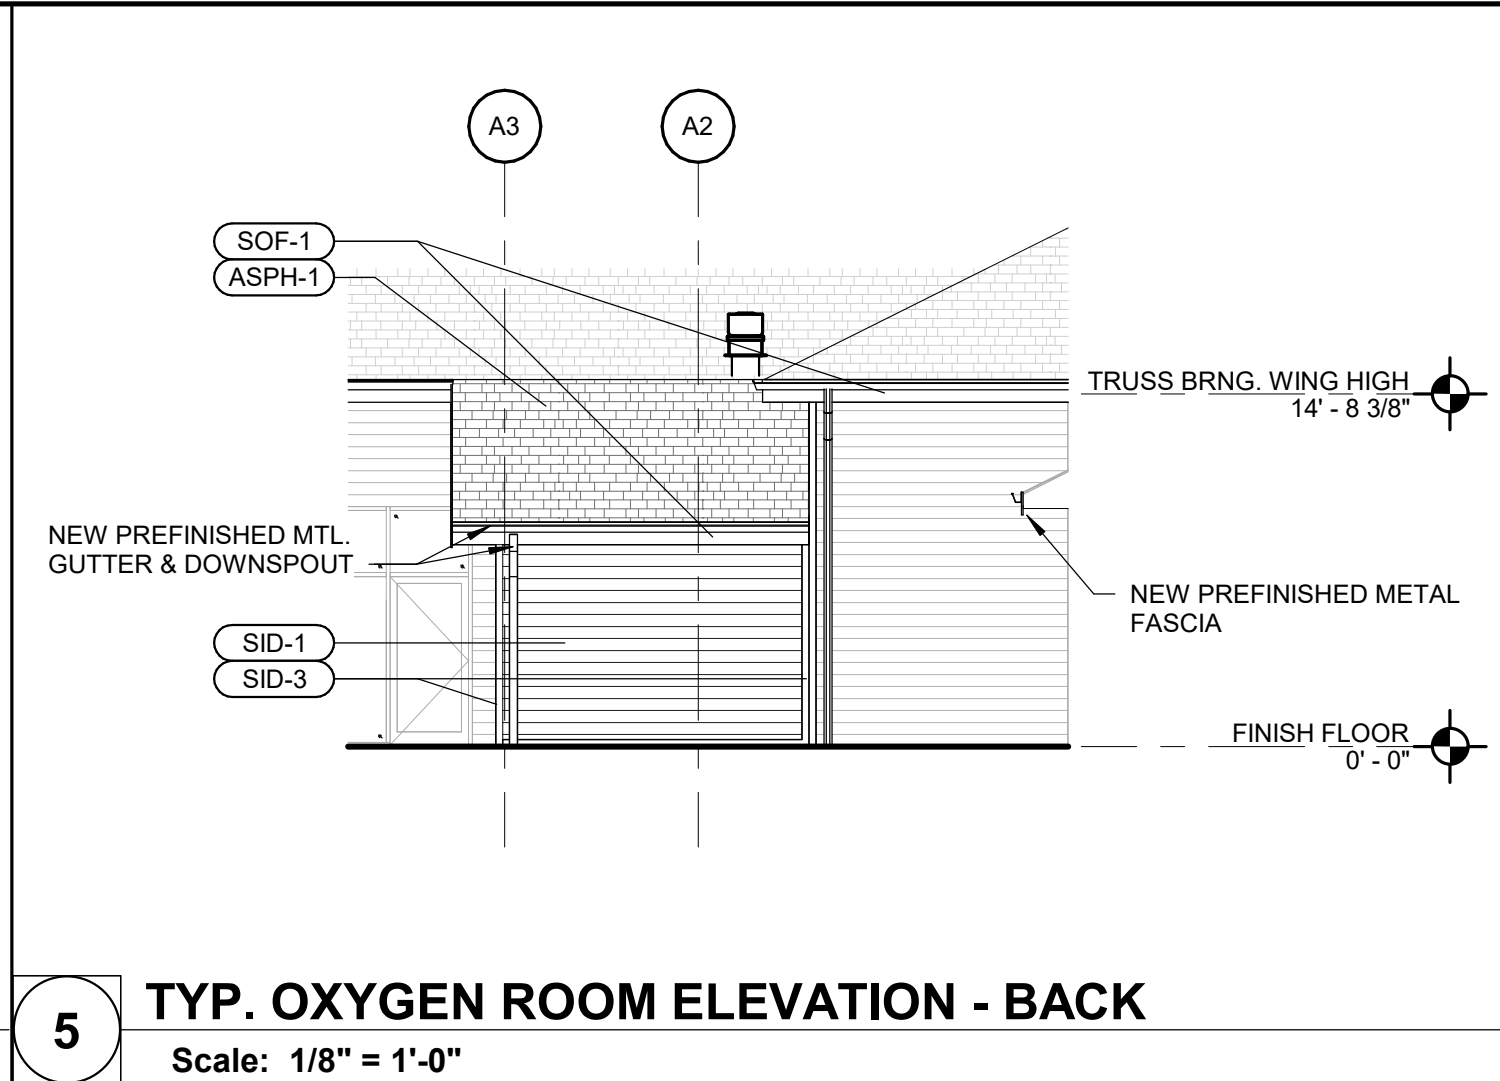 A3
A2
SOF-1
ASPH-1
TRUSS BRNG. WING HIGH
14' - 8 3/8"
NEW PREFINISHED MTL.
GUTTER & DOWNSPOUT
NEW PREFINISHED METAL
FASCIA
SID-1
SID-3
FINISH FLOOR
0' - 0"
5
TYP. OXYGEN ROOM ELEVATION - BACK
Scale: 1/8" = 1'-0"